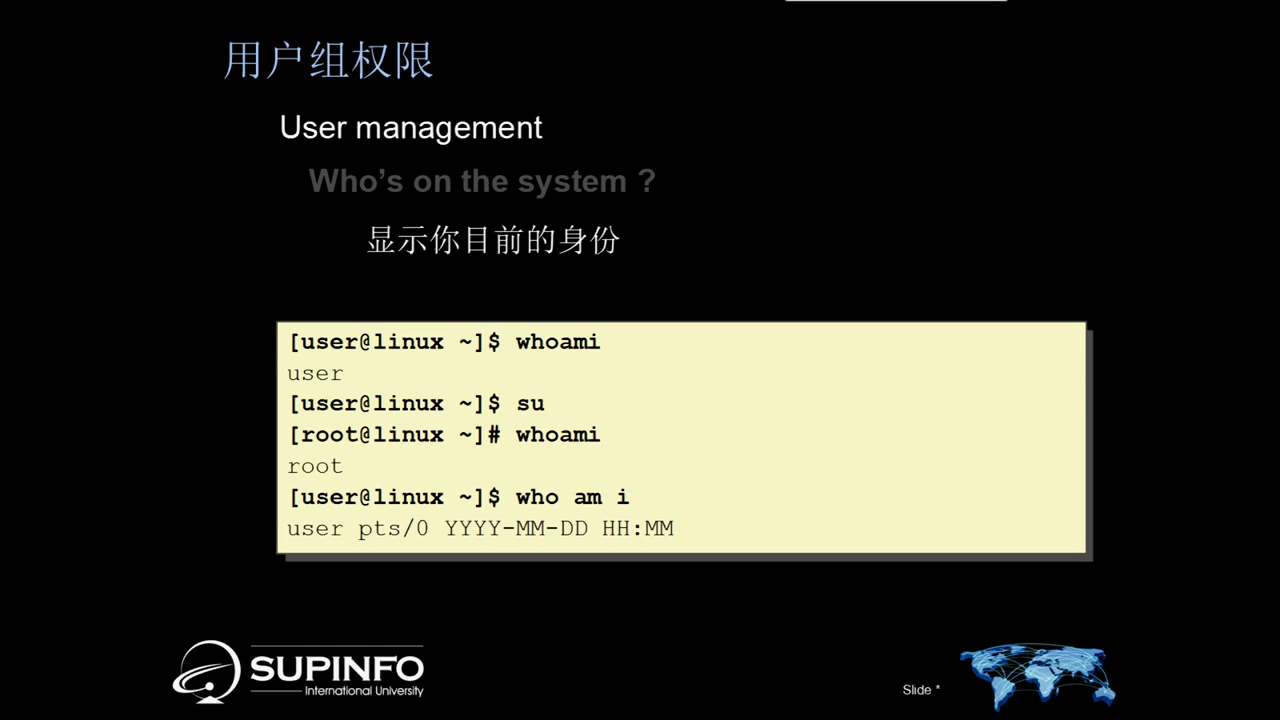 用户组权限
User management
Who’s on the system ?
显示你目前的身份
[user@linux ~]$ whoami
user
[user@linux ~]$ su
[root@linux ~]# whoami
root
[user@linux ~]$ who am i
user pts/0 YYYY-MM-DD HH:MM
SUPINFO
International University
Slide *